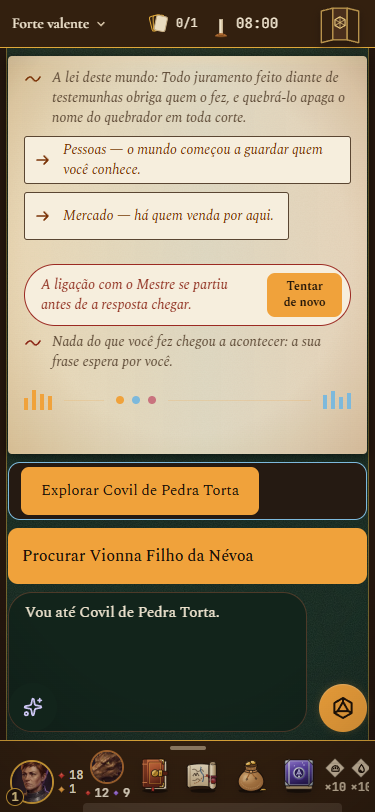 Forte valente
0/1
08:00
A lei deste mundo: Todo juramento feito diante de
testemunhas obriga quem o fez, e quebrá-lo apaga o
nome do quebrador em toda corte.
Pessoas — o mundo começou a guardar quem
você conhece.
Mercado — há quem venda por aqui.
A ligação com o Mestre se partiu
antes de a resposta chegar.
Tentar
de novo
Nada do que você fez chegou a acontecer: a sua
frase espera por você.
Explorar Covil de Pedra Torta
Procurar Vionna Filho da Névoa
Vou até Covil de Pedra Torta.
18
1
1
12
9
×10
×10